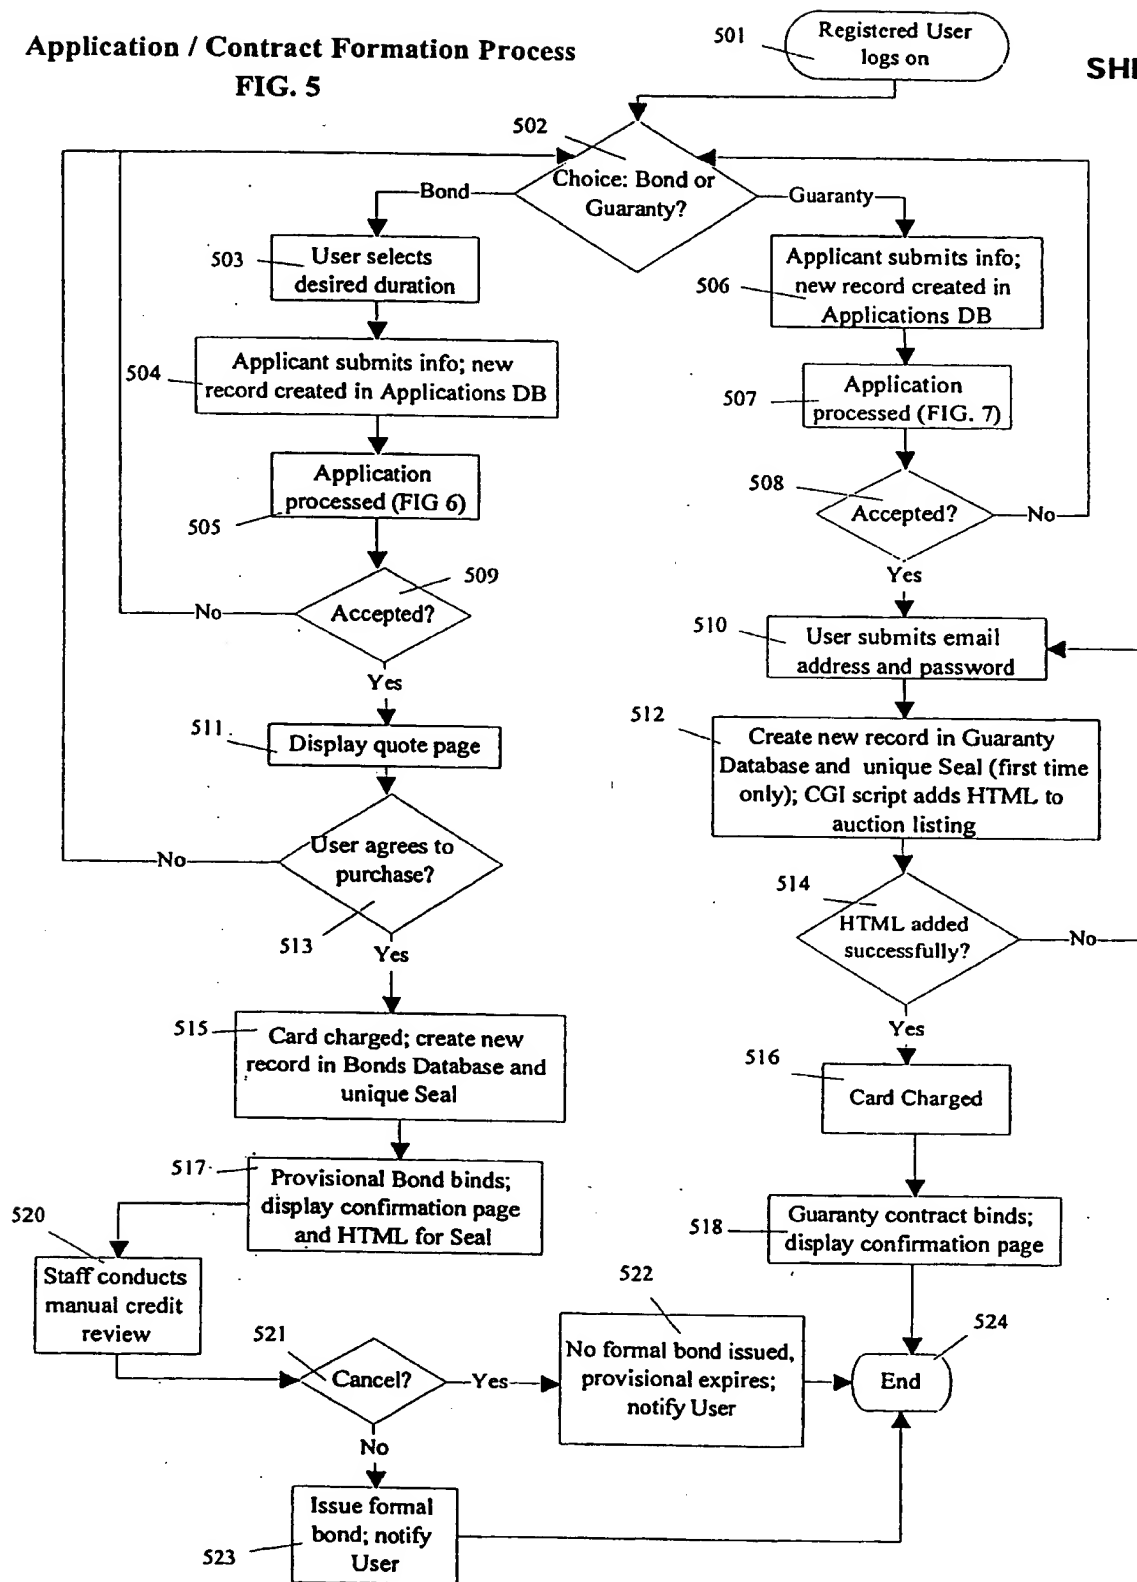 Application / Contract Formation Process
FIG. 5
501
Registered User
logs on
SHE
502
Choice: Bond or
Guaranty?
Bond
Guaranty
503
User selects
desired duration
506
Applicant submits info;
new record created in
Applications DB
504
Applicant submits info; new
record created in Applications DB
507
Application
processed (FIG. 7)
505
Application
processed (FIG 6)
508
Accepted?
No
Yes
509
Accepted?
No
Yes
510
User submits email
address and password
511
Display quote page
512
Create new record in Guaranty
Database and unique Seal (first time
only); CGI script adds HTML to
auction listing
User agrees to
purchase?
No
513
Yes
514
HTML added
successfully?
No
Yes
515
Card charged; create new
record in Bonds Database and
unique Seal
516
Card Charged
517
Provisional Bond binds;
display confirmation page
and HTML for Seal
518
Guaranty contract binds;
display confirmation page
520
Staff conducts
manual credit
review
521
Cancel?
Yes
No
522
No formal bond issued,
provisional expires;
notify User
524
End
523
Issue formal
bond; notify
User